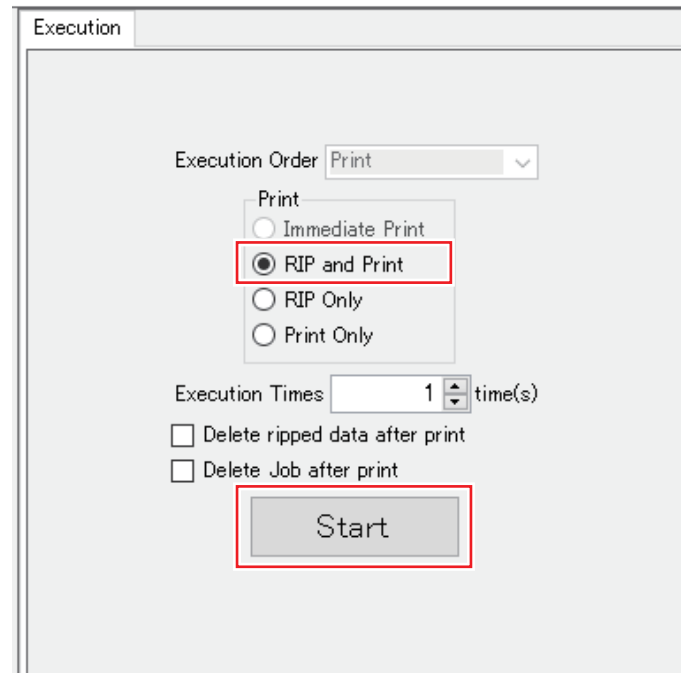 Execution
Execution Order Print
Print
Immediate Print
RIP and Print
RIP Only
Print Only
Execution Times 1 time(s)
Delete ripped data after print
Delete Job after print
Start